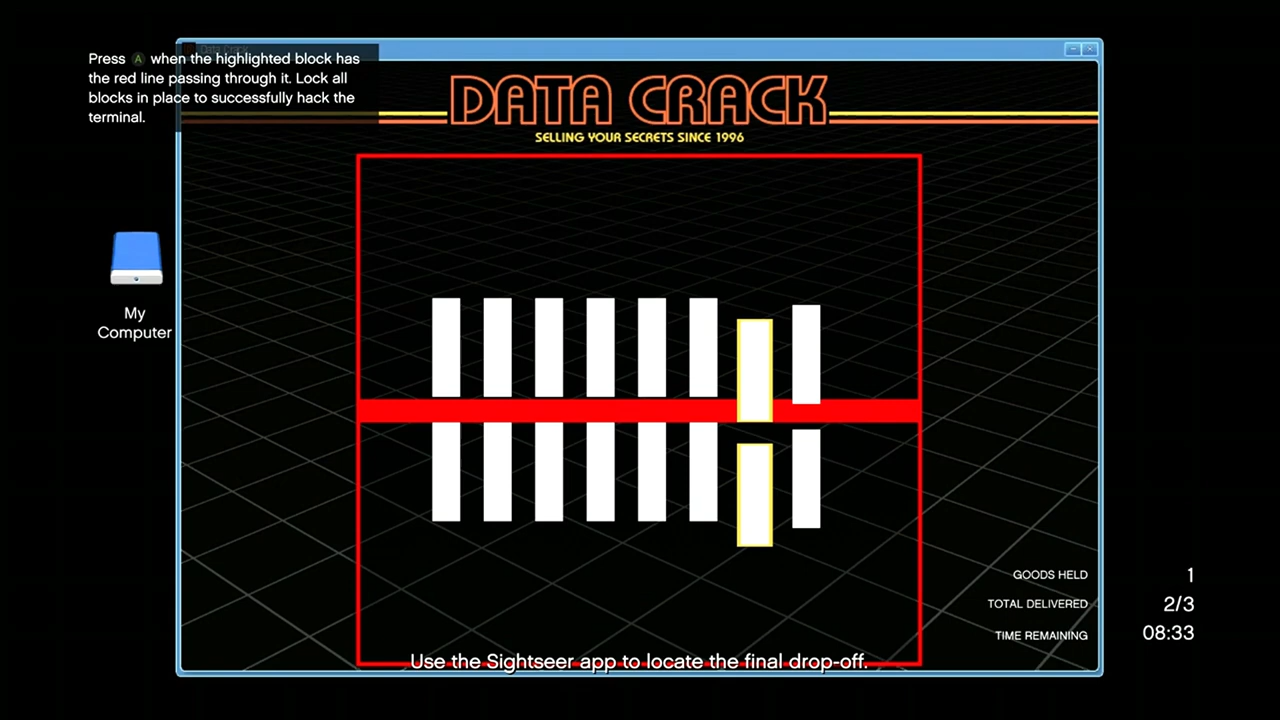 Press A when the highlighted block has
the red line passing through it. Lock all
blocks in place to successfully hack the
terminal.
Data Crack
DATA CRACK
SELLING YOUR SECRETS SINCE 1996
My
Computer
GOODS HELD 1
TOTAL DELIVERED 2/3
TIME REMAINING 08:33
Use the Sightseer app to locate the final drop-off.